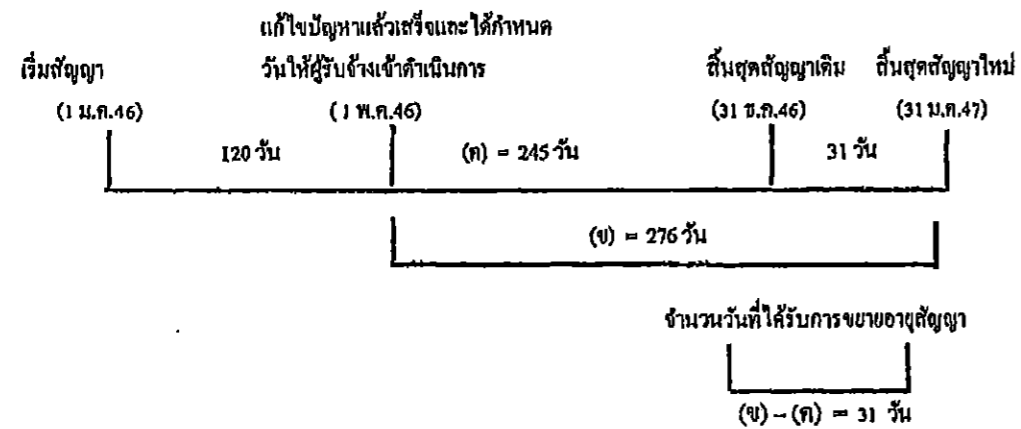 แก้ไขปัญหาแล้วเสร็จและได้กำหนด
เริ่มสัญญา วันให้ผู้รับจ้างเข้าดำเนินการ สิ้นสุดสัญญาเดิม สิ้นสุดสัญญาใหม่
(1 ม.ค.46) (1 พ.ค.46) (31 ธ.ค.46) (31 ม.ค.47)
120 วัน (ค) = 245 วัน 31 วัน
(ข) = 276 วัน
จำนวนวันที่ได้รับการขยายอายุสัญญา
(ข) – (ค) = 31 วัน